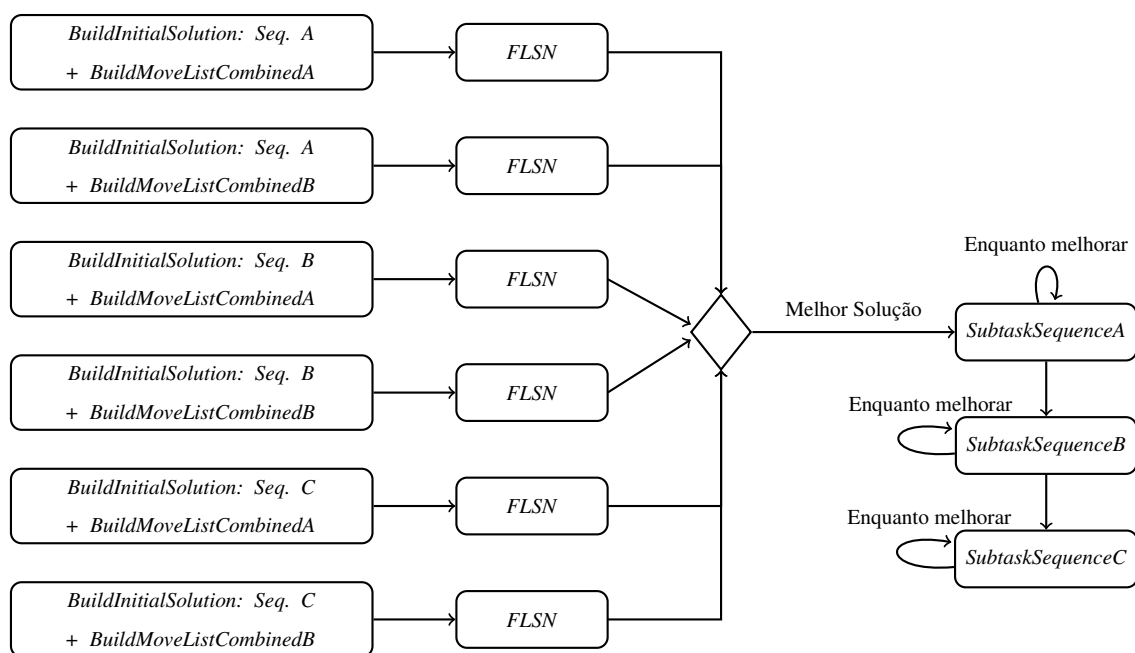 BuildInitialSolution: Seq. A
+ BuildMoveListCombinedA
FLSN
BuildInitialSolution: Seq. A
+ BuildMoveListCombinedB
FLSN
BuildInitialSolution: Seq. B
+ BuildMoveListCombinedA
FLSN
BuildInitialSolution: Seq. B
+ BuildMoveListCombinedB
FLSN
BuildInitialSolution: Seq. C
+ BuildMoveListCombinedA
FLSN
BuildInitialSolution: Seq. C
+ BuildMoveListCombinedB
FLSN
Melhor Solução
Enquanto melhorar
SubtaskSequenceA
Enquanto melhorar
SubtaskSequenceB
Enquanto melhorar
SubtaskSequenceC